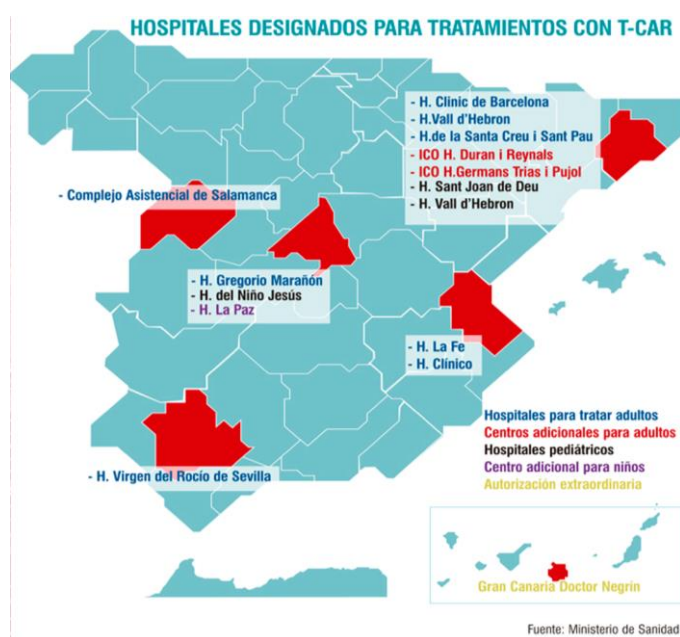 HOSPITALES DESIGNADOS PARA TRATAMIENTOS CON T-CAR
- H. Clinic de Barcelona
- H.Vall d'Hebron
- H.de la Santa Creu i Sant Pau
- ICO H. Duran i Reynals
- ICO H.Germans Trias i Pujol
- H. Sant Joan de Deu
- H. Vall d'Hebron
- Complejo Asistencial de Salamanca
- H. Gregorio Marañón
- H. del Niño Jesús
- H. La Paz
- H. La Fe
- H. Clínico
- H. Virgen del Rocío de Sevilla
Hospitales para tratar adultos
Centros adicionales para adultos
Hospitales pediátricos
Centro adicional para niños
Autorización extraordinaria
Gran Canaria Doctor Negrín
Fuente: Ministerio de Sanidad